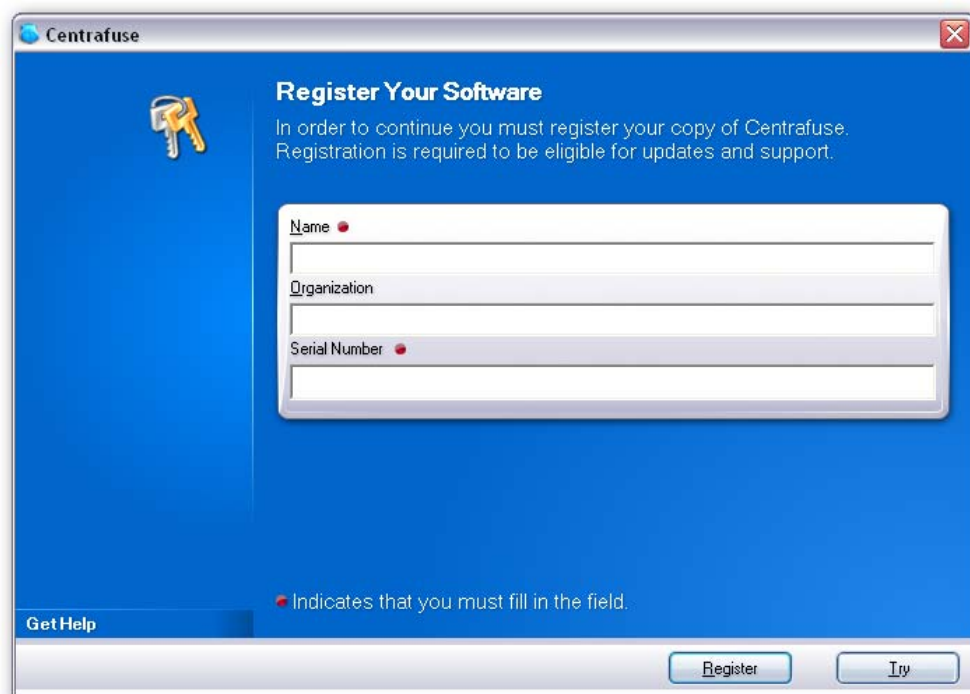 Centrafuse
Register Your Software
In order to continue you must register your copy of Centrafuse.
Registration is required to be eligible for updates and support.
Name
Organization
Serial Number
Indicates that you must fill in the field.
Get Help
Register
Try